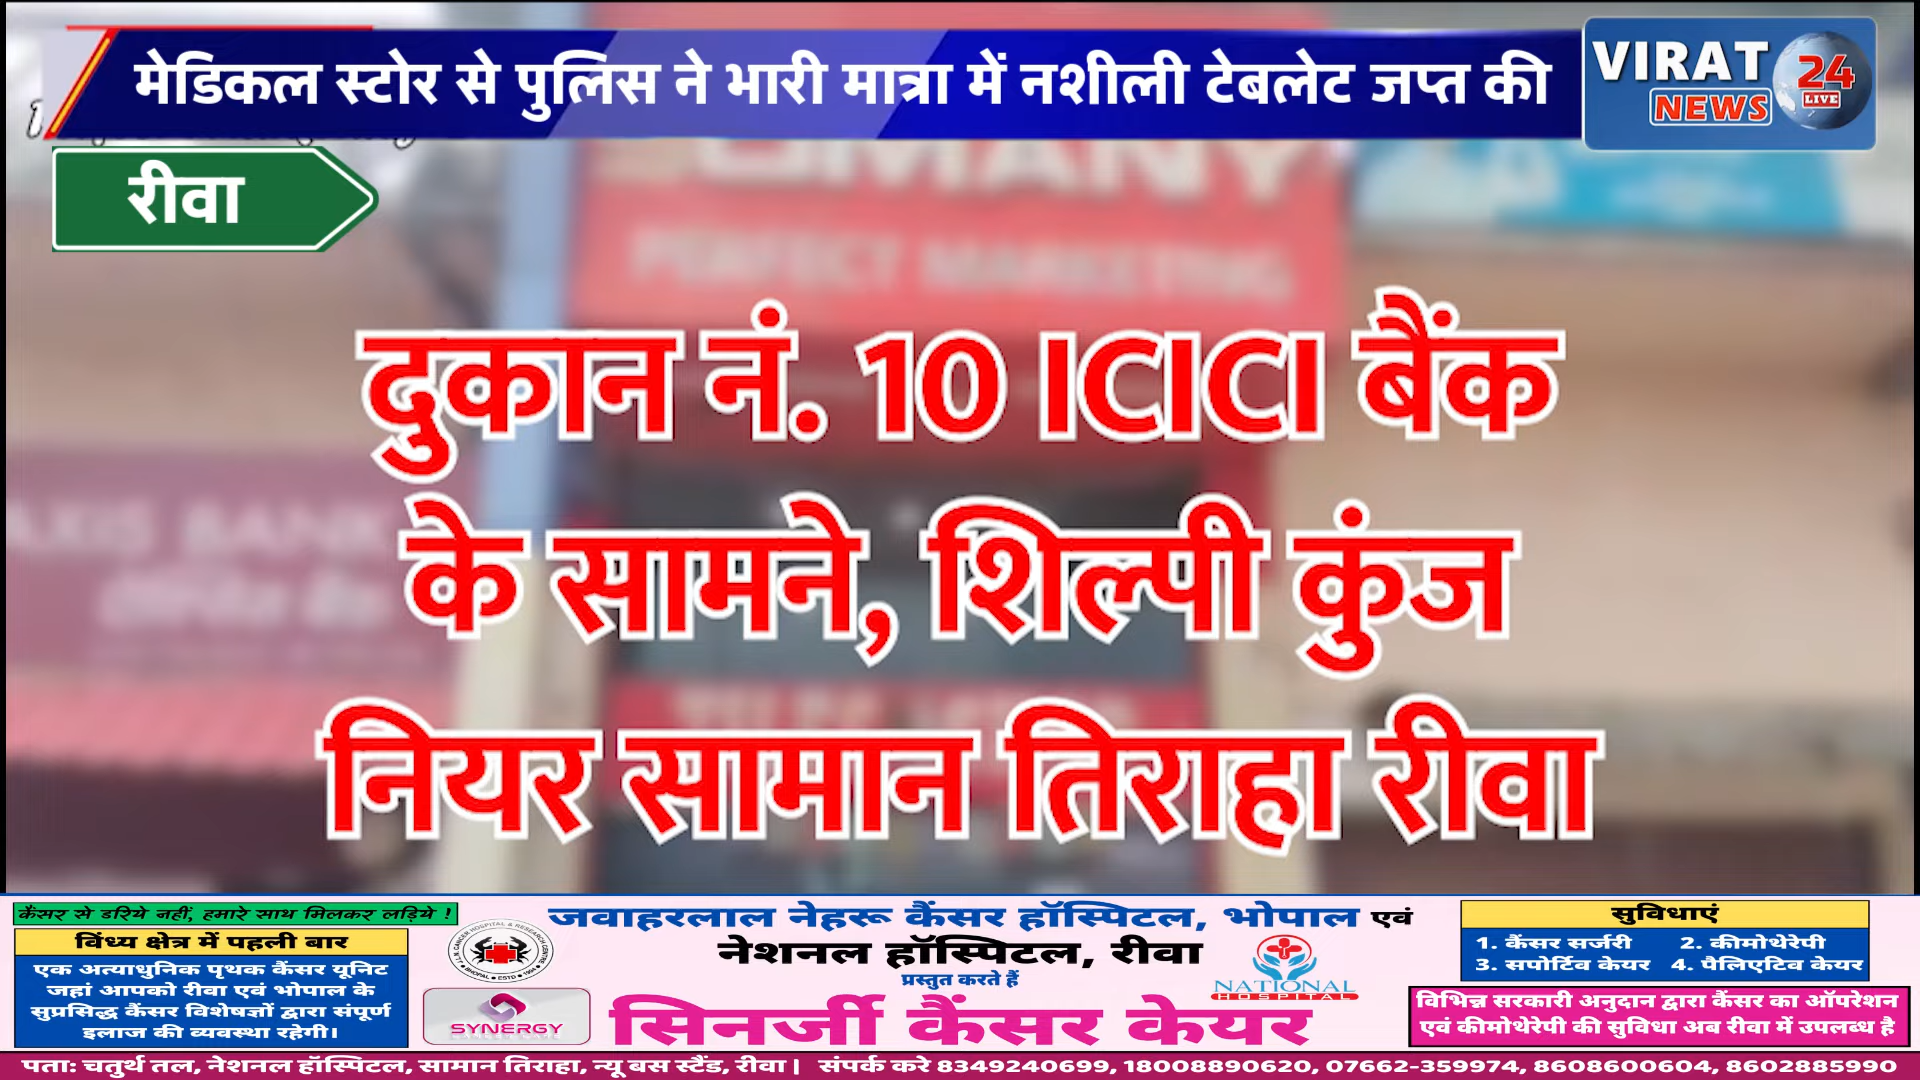 मेडिकल स्टोर से पुलिस ने भारी मात्रा में नशीली टेबलेट जप्त की
VIRAT
NEWS
24
LIVE
रीवा
PERFECT MARKETING
दुकान नं. 10 ICICI बैंक
के सामने, शिल्पी कुंज
नियर सामान तिराहा रीवा
AXIS BANK
कैंसर से डरिये नहीं, हमारे साथ मिलकर लड़िये !
विंध्य क्षेत्र में पहली बार
एक अत्याधुनिक पृथक कैंसर यूनिट
जहां आपको रीवा एवं भोपाल के
सुप्रसिद्ध कैंसर विशेषज्ञों द्वारा संपूर्ण
इलाज की व्यवस्था रहेगी।
SYNERGY
जवाहरलाल नेहरू कैंसर हॉस्पिटल, भोपाल एवं
नेशनल हॉस्पिटल, रीवा
प्रस्तुत करते हैं
सिनर्जी कैंसर केयर
NATIONAL
HOSPITAL
सुविधाएं
1. कैंसर सर्जरी 2. कीमोथेरेपी
3. सपोर्टिव केयर 4. पैलिएटिव केयर
विभिन्न सरकारी अनुदान द्वारा कैंसर का ऑपरेशन
एवं कीमोथेरेपी की सुविधा अब रीवा में उपलब्ध है
पता: चतुर्थ तल, नेशनल हॉस्पिटल, सामान तिराहा, न्यू बस स्टैंड, रीवा | संपर्क करे 8349240699, 18008890620, 07662-359974, 8608600604, 8602885990